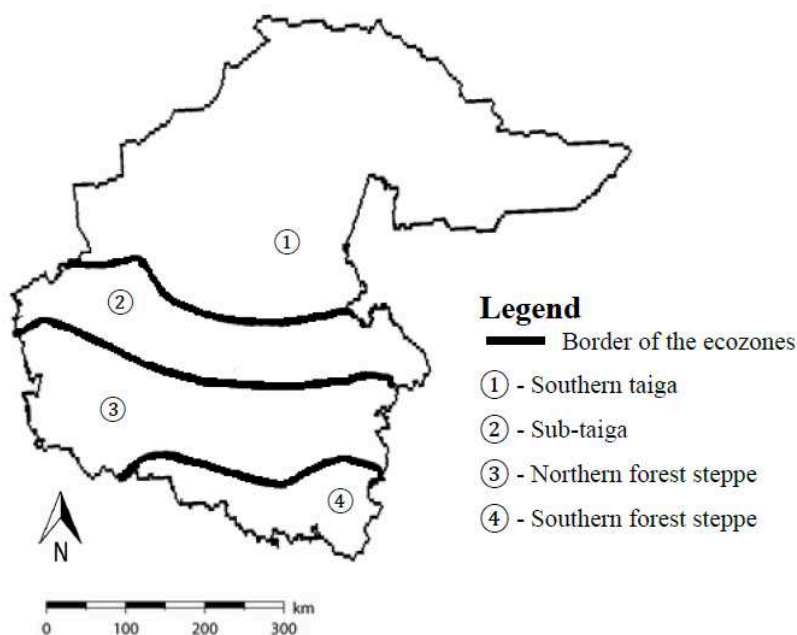 ①
②
③
④
Legend
Border of the ecozones
① - Southern taiga
② - Sub-taiga
③ - Northern forest steppe
④ - Southern forest steppe
N
km
0 100 200 300